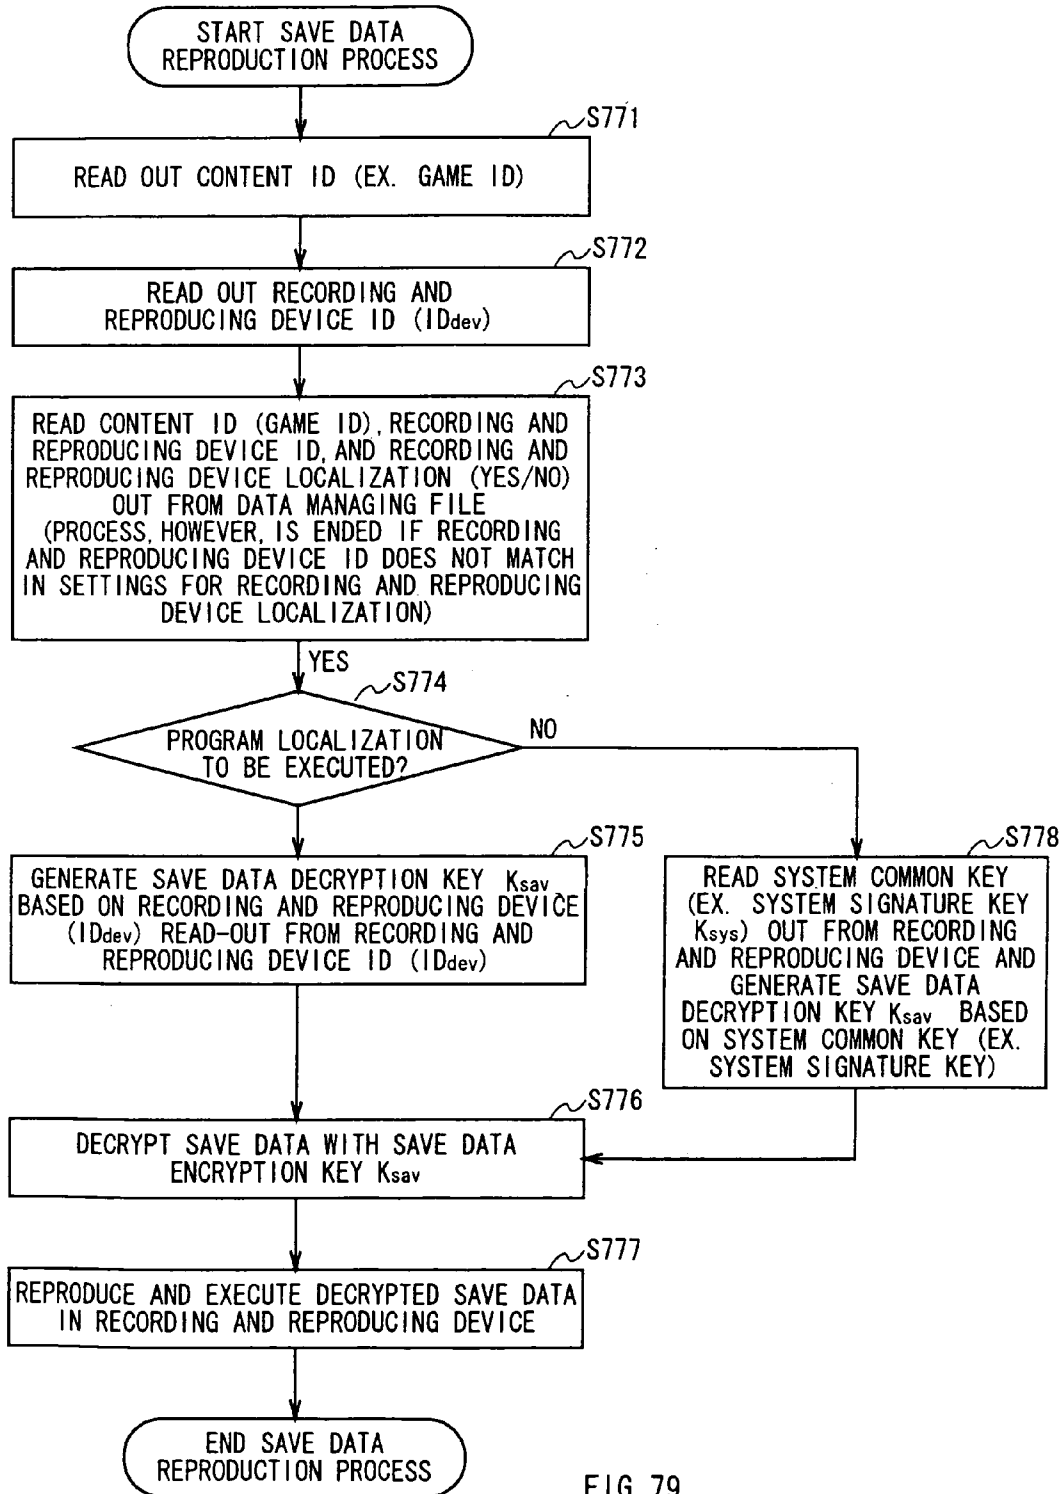 START SAVE DATA
REPRODUCTION PROCESS
S771
READ OUT CONTENT ID (EX. GAME ID)
S772
READ OUT RECORDING AND
REPRODUCING DEVICE ID (IDdev)
S773
READ CONTENT ID (GAME ID), RECORDING AND
REPRODUCING DEVICE ID, AND RECORDING AND
REPRODUCING DEVICE LOCALIZATION (YES/NO)
OUT FROM DATA MANAGING FILE
(PROCESS, HOWEVER, IS ENDED IF RECORDING
AND REPRODUCING DEVICE ID DOES NOT MATCH
IN SETTINGS FOR RECORDING AND REPRODUCING
DEVICE LOCALIZATION)
YES
S774
PROGRAM LOCALIZATION
TO BE EXECUTED?
NO
S775
GENERATE SAVE DATA DECRYPTION KEY Ksav
BASED ON RECORDING AND REPRODUCING DEVICE
(IDdev) READ-OUT FROM RECORDING AND
REPRODUCING DEVICE ID (IDdev)
S778
READ SYSTEM COMMON KEY
(EX. SYSTEM SIGNATURE KEY
Ksys) OUT FROM RECORDING
AND REPRODUCING DEVICE AND
GENERATE SAVE DATA
DECRYPTION KEY Ksav BASED
ON SYSTEM COMMON KEY (EX.
SYSTEM SIGNATURE KEY)
S776
DECRYPT SAVE DATA WITH SAVE DATA
ENCRYPTION KEY Ksav
S777
REPRODUCE AND EXECUTE DECRYPTED SAVE DATA
IN RECORDING AND REPRODUCING DEVICE
END SAVE DATA
REPRODUCTION PROCESS
FIG. 79